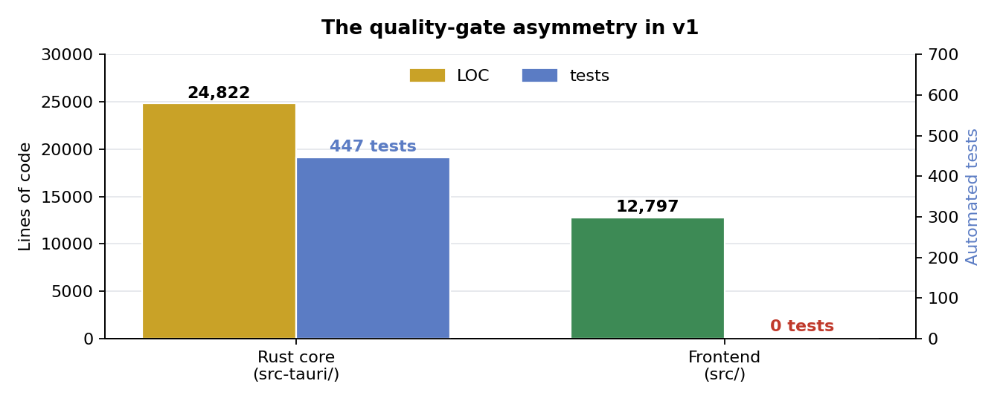 The quality-gate asymmetry in v1
LOC
tests
Lines of code
30000
25000
20000
15000
10000
5000
0
24,822
447 tests
12,797
0 tests
700
600
500
400
300
200
100
0
Automated tests
Rust core
(src-tauri/)
Frontend
(src/)